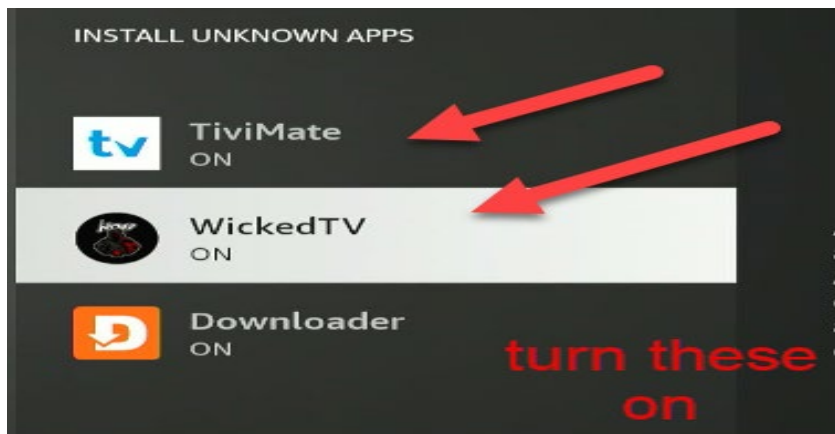 INSTALL UNKNOWN APPS
tv
TiviMate
ON
WickedTV
ON
Downloader
ON
turn these
on